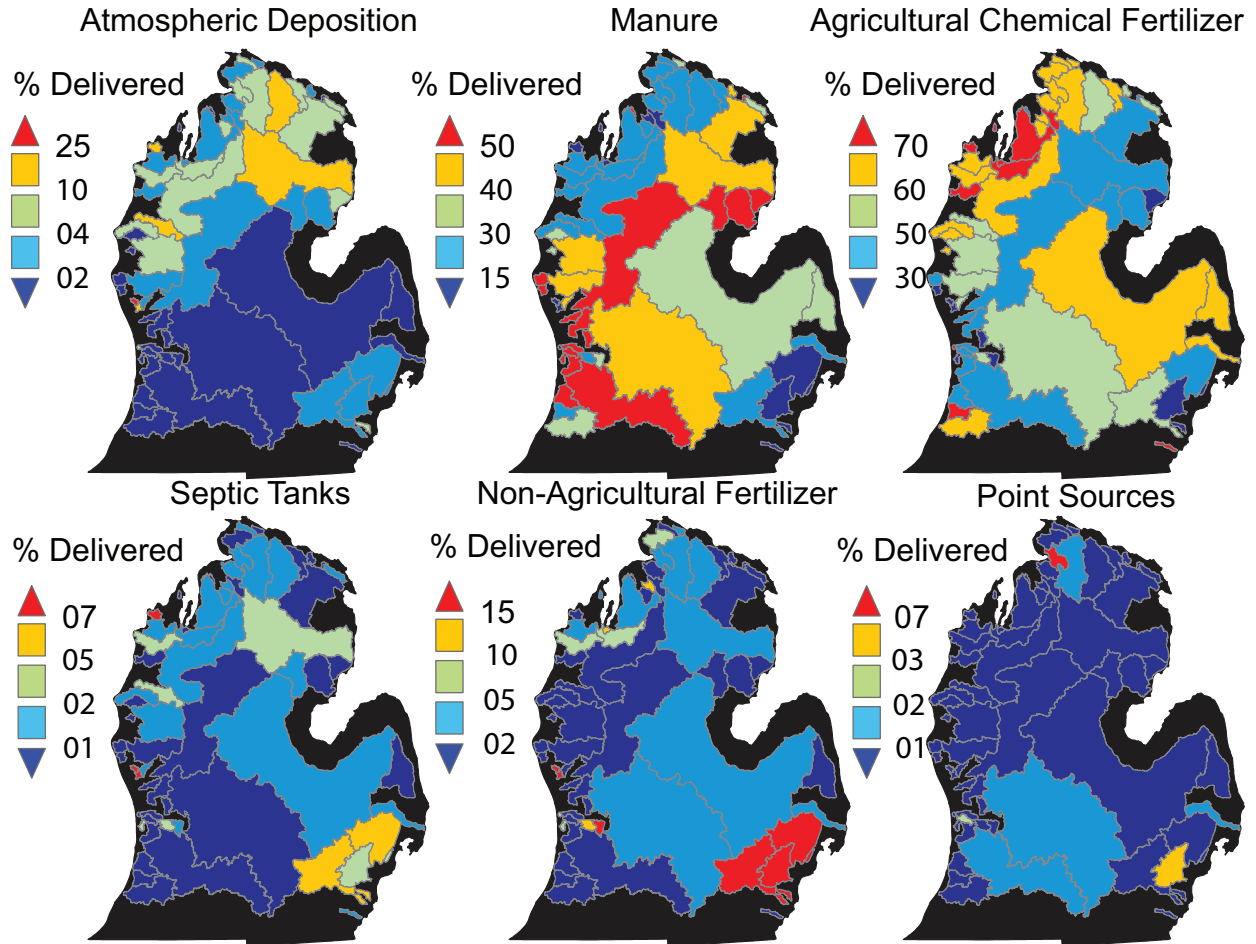 Atmospheric Deposition
Manure
Agricultural Chemical Fertilizer
% Delivered
25
10
04
02
% Delivered
50
40
30
15
% Delivered
70
60
50
30
Septic Tanks
Non-Agricultural Fertilizer
Point Sources
% Delivered
07
05
02
01
% Delivered
15
10
05
02
% Delivered
07
03
02
01